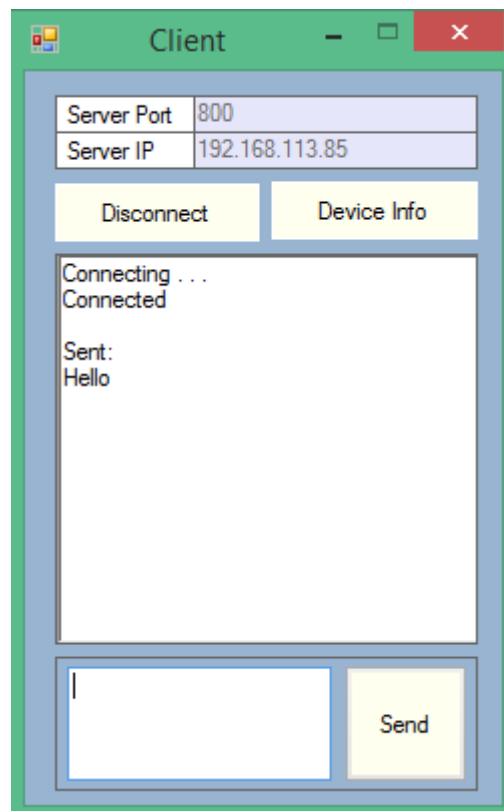 Client
Server Port 800
Server IP 192.168.113.85
Disconnect Device Info
Connecting . . .
Connected
Sent:
Hello
Send